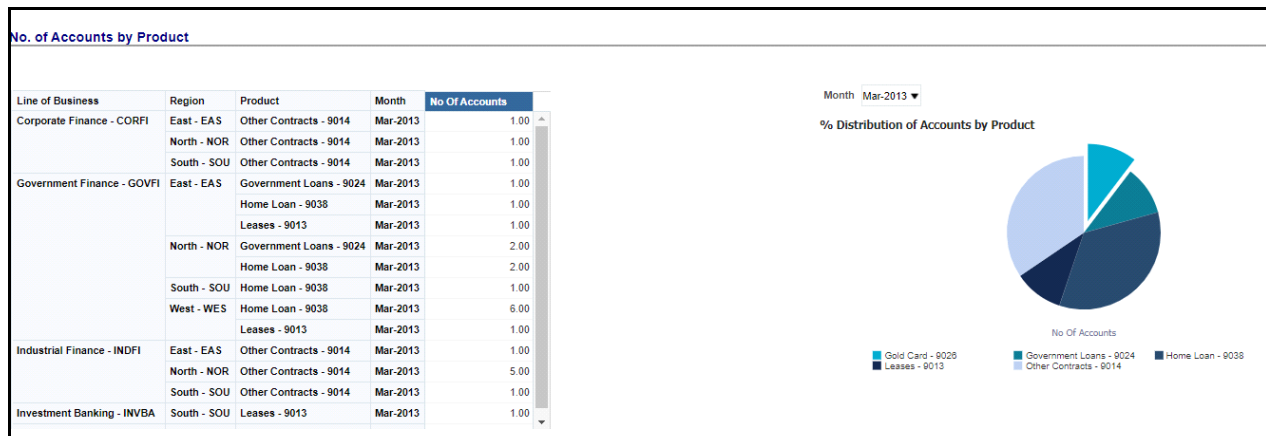 No. of Accounts by Product
Line of Business Region Product Month No Of Accounts
Corporate Finance - CORFI East - EAS Other Contracts - 9014 Mar-2013 1.00
North - NOR Other Contracts - 9014 Mar-2013 1.00
South - SOU Other Contracts - 9014 Mar-2013 1.00
Government Finance - GOVFI East - EAS Government Loans - 9024 Mar-2013 1.00
Home Loan - 9038 Mar-2013 1.00
Leases - 9013 Mar-2013 1.00
North - NOR Government Loans - 9024 Mar-2013 2.00
Home Loan - 9038 Mar-2013 2.00
South - SOU Home Loan - 9038 Mar-2013 1.00
West - WES Home Loan - 9038 Mar-2013 6.00
Leases - 9013 Mar-2013 1.00
Industrial Finance - INDFI East - EAS Other Contracts - 9014 Mar-2013 1.00
North - NOR Other Contracts - 9014 Mar-2013 5.00
South - SOU Other Contracts - 9014 Mar-2013 1.00
Investment Banking - INVBA South - SOU Leases - 9013 Mar-2013 1.00
Month Mar-2013
% Distribution of Accounts by Product
No Of Accounts
Gold Card - 9026 Government Loans - 9024 Home Loan - 9038
Leases - 9013 Other Contracts - 9014